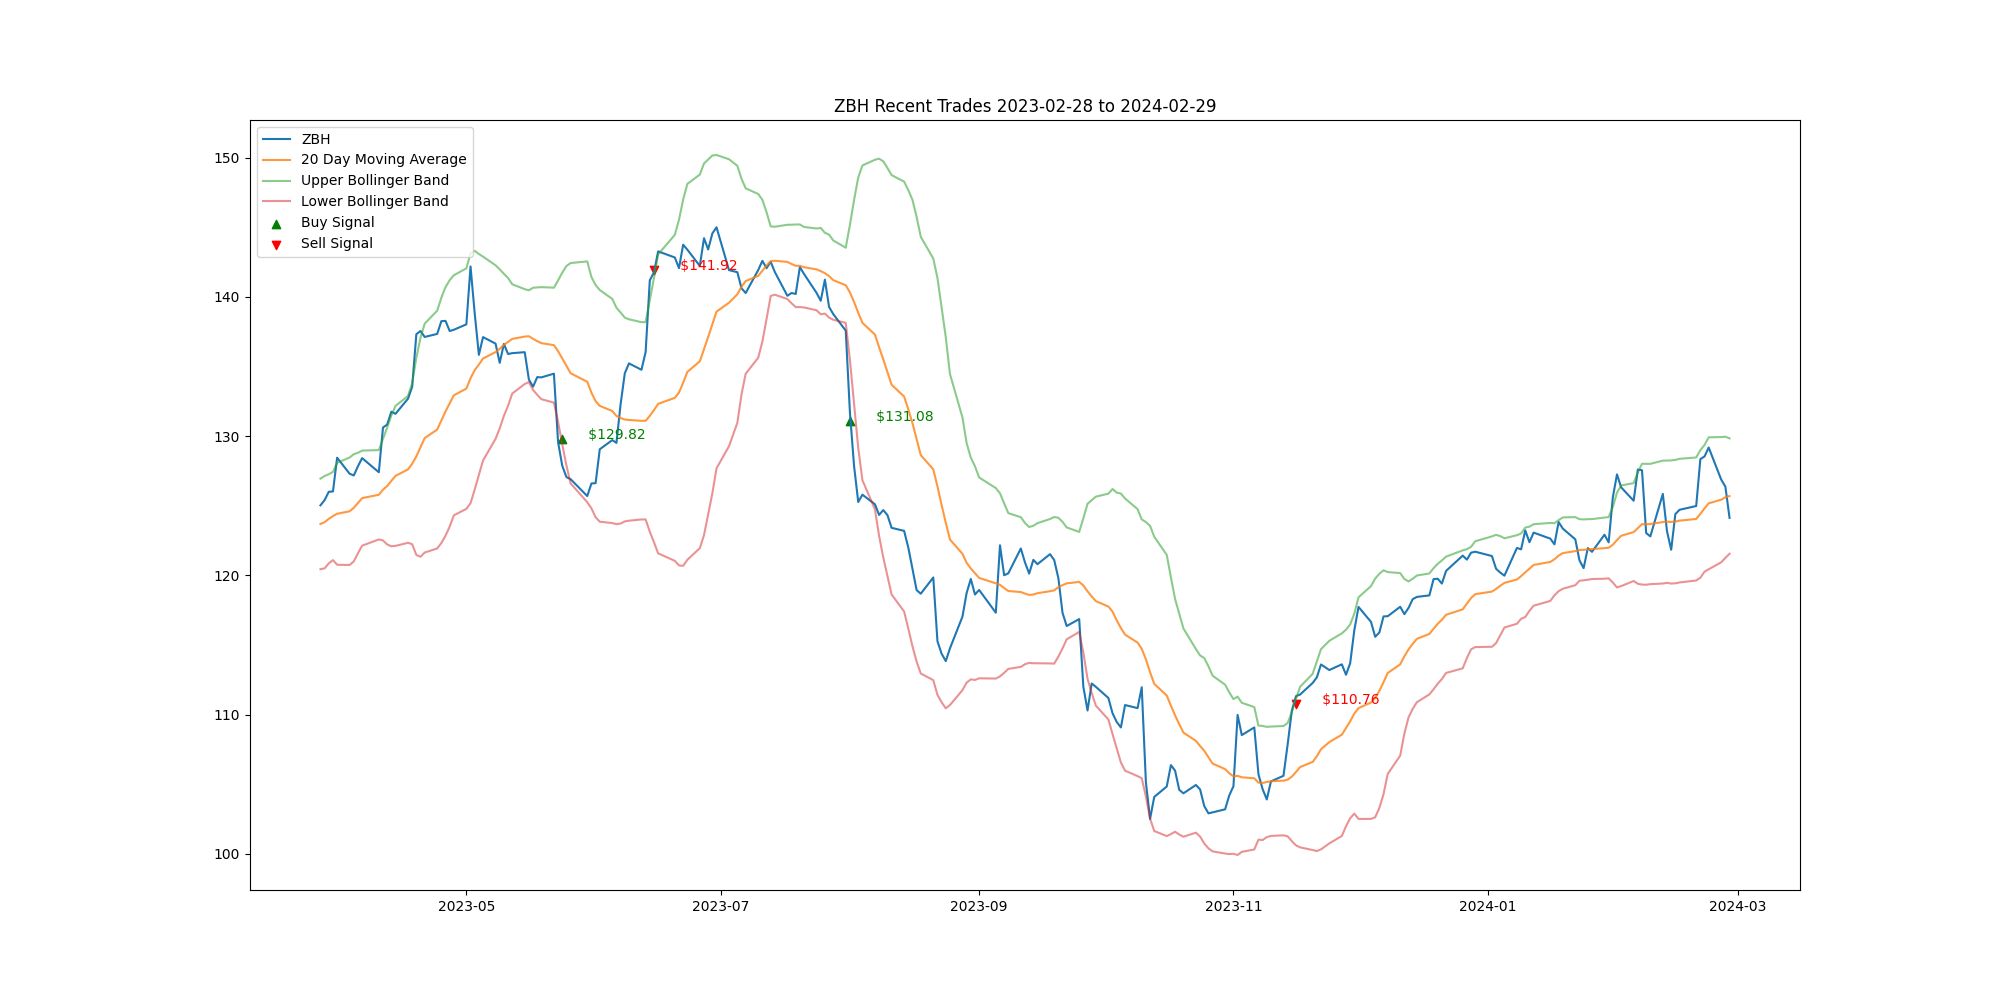 ZBH Recent Trades 2023-02-28 to 2024-02-29
ZBH
20 Day Moving Average
Upper Bollinger Band
Lower Bollinger Band
Buy Signal
Sell Signal
150
140
130
120
110
100
$141.92
$129.82
$131.08
$110.76
2023-05
2023-07
2023-09
2023-11
2024-01
2024-03